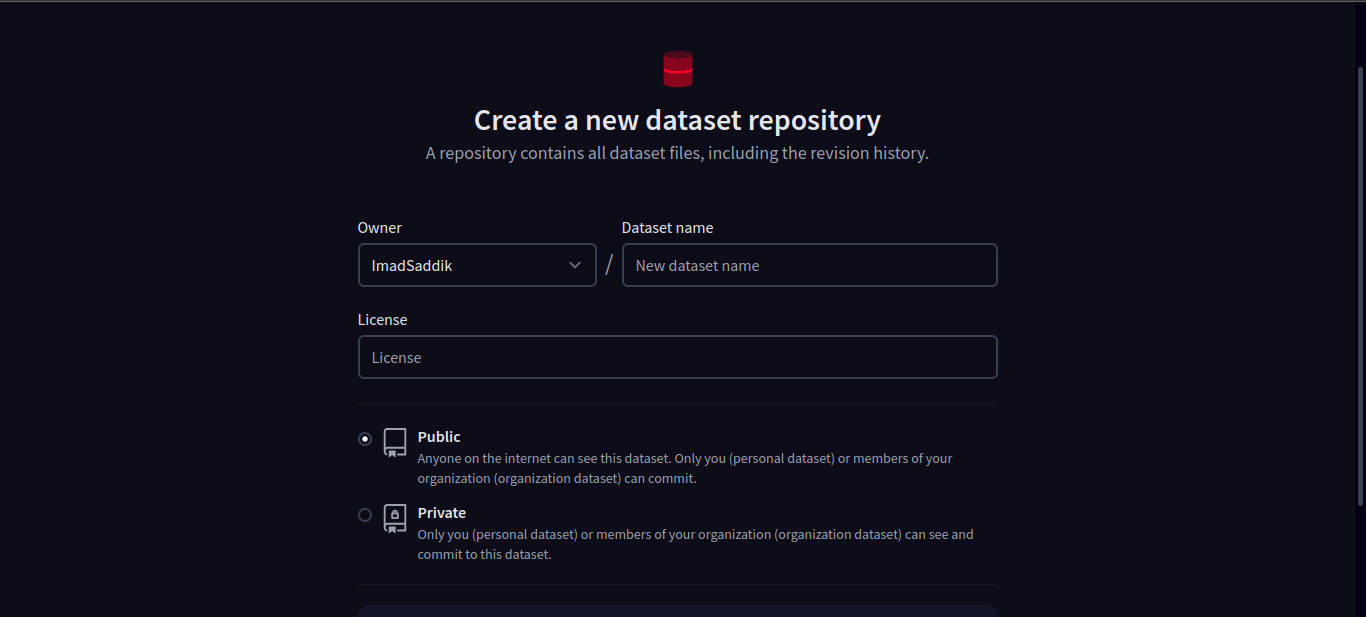 Create a new dataset repository
A repository contains all dataset files, including the revision history.
Owner
Dataset name
ImadSaddik
/
New dataset name
License
License
Public
Anyone on the internet can see this dataset. Only you (personal dataset) or members of your
organization (organization dataset) can commit.
Private
Only you (personal dataset) or members of your organization (organization dataset) can see and
commit to this dataset.